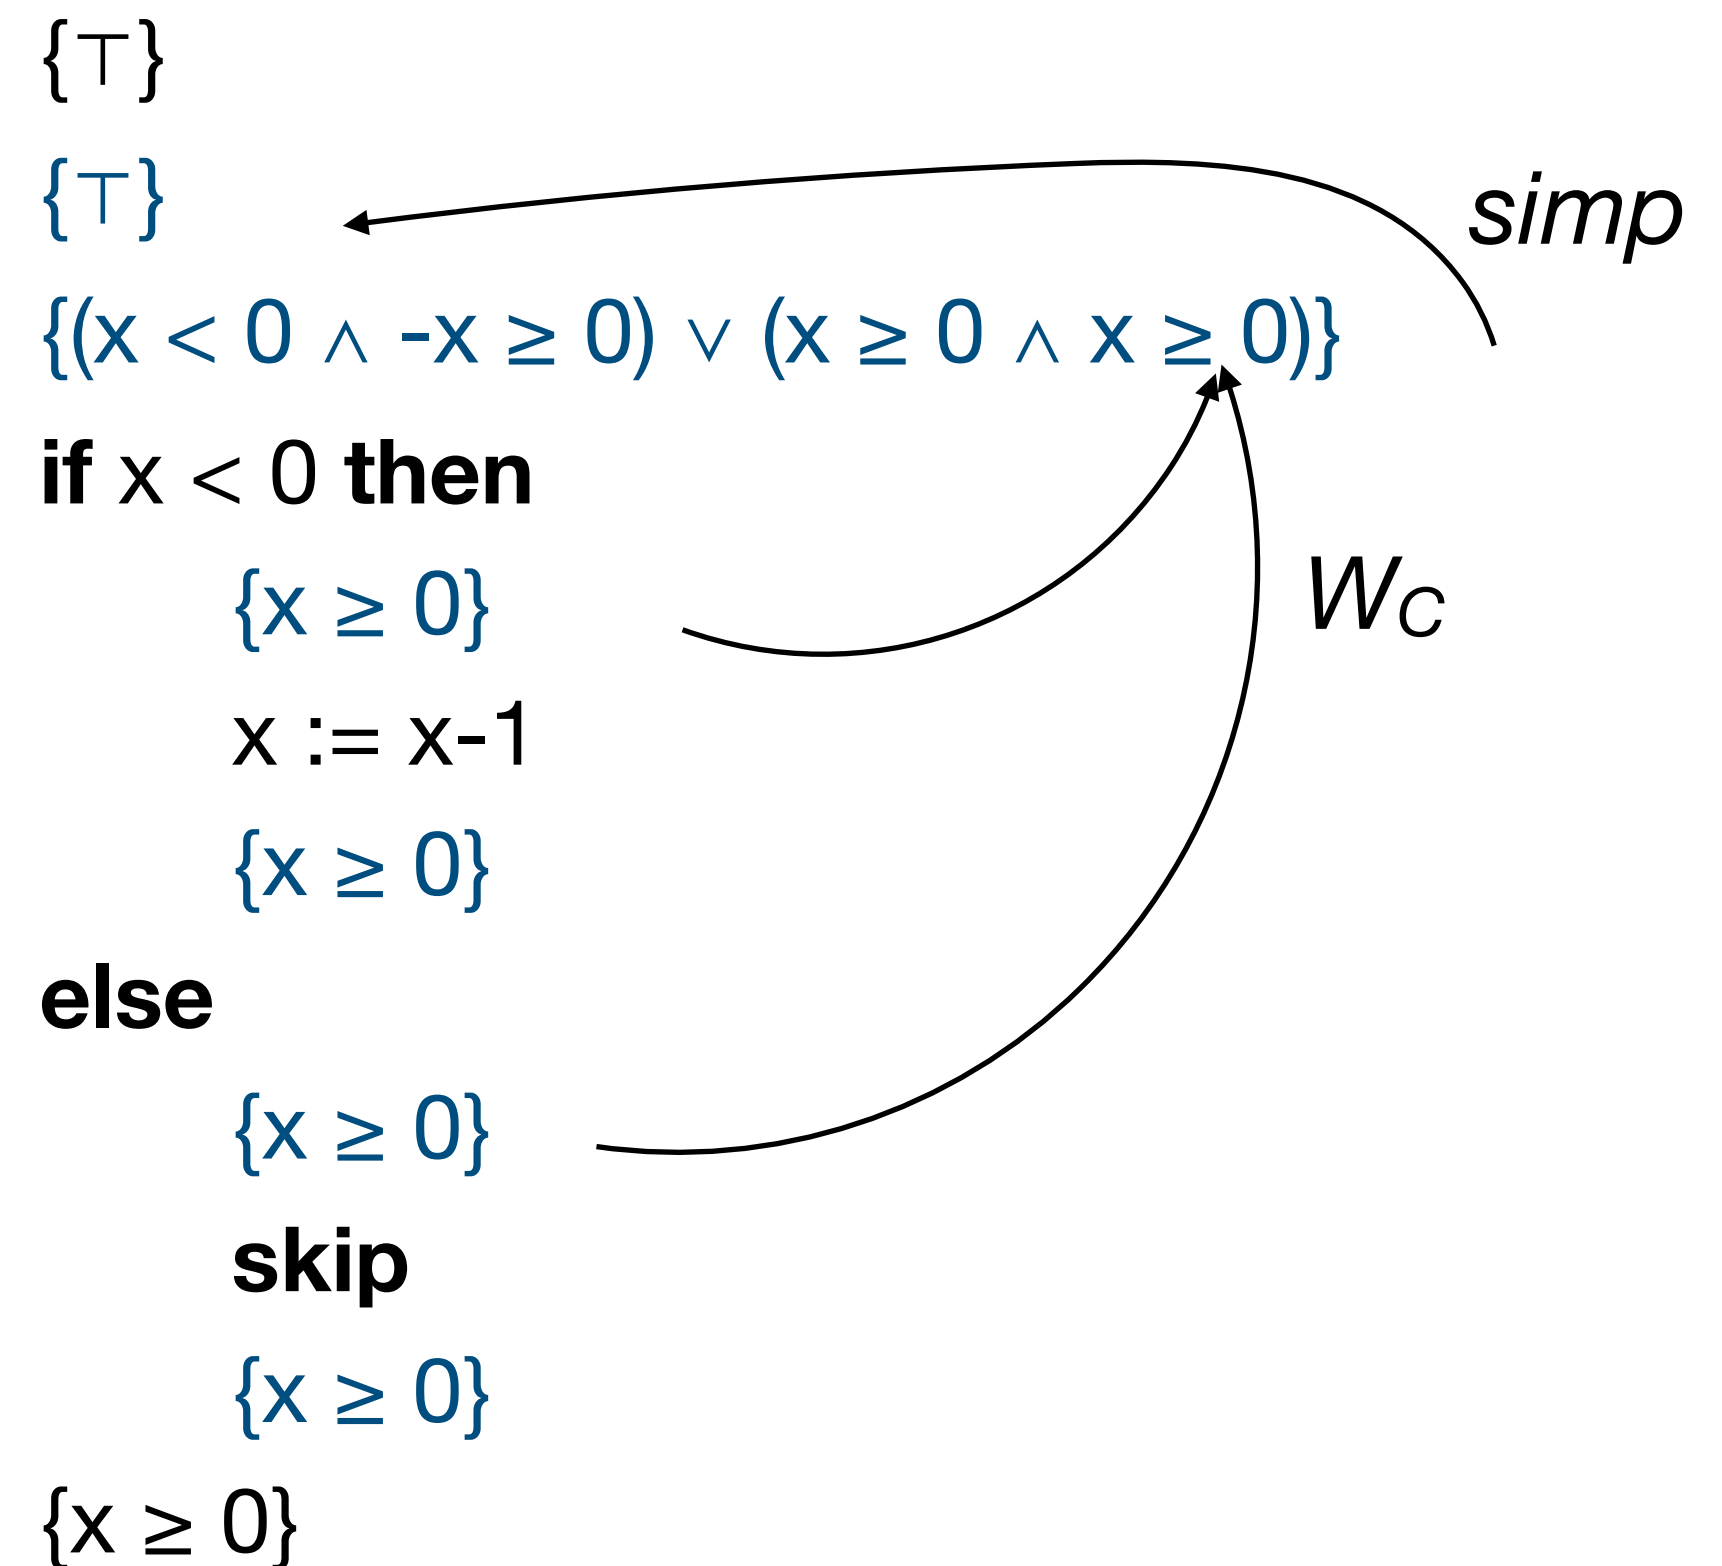 {⊤}
{⊤}
simp
{(x < 0 ∧ -x ≥ 0) ∨ (x ≥ 0 ∧ x ≥ 0)}
if x < 0 then
{x ≥ 0}
W_C
x := x-1
{x ≥ 0}
else
{x ≥ 0}
skip
{x ≥ 0}
{x ≥ 0}